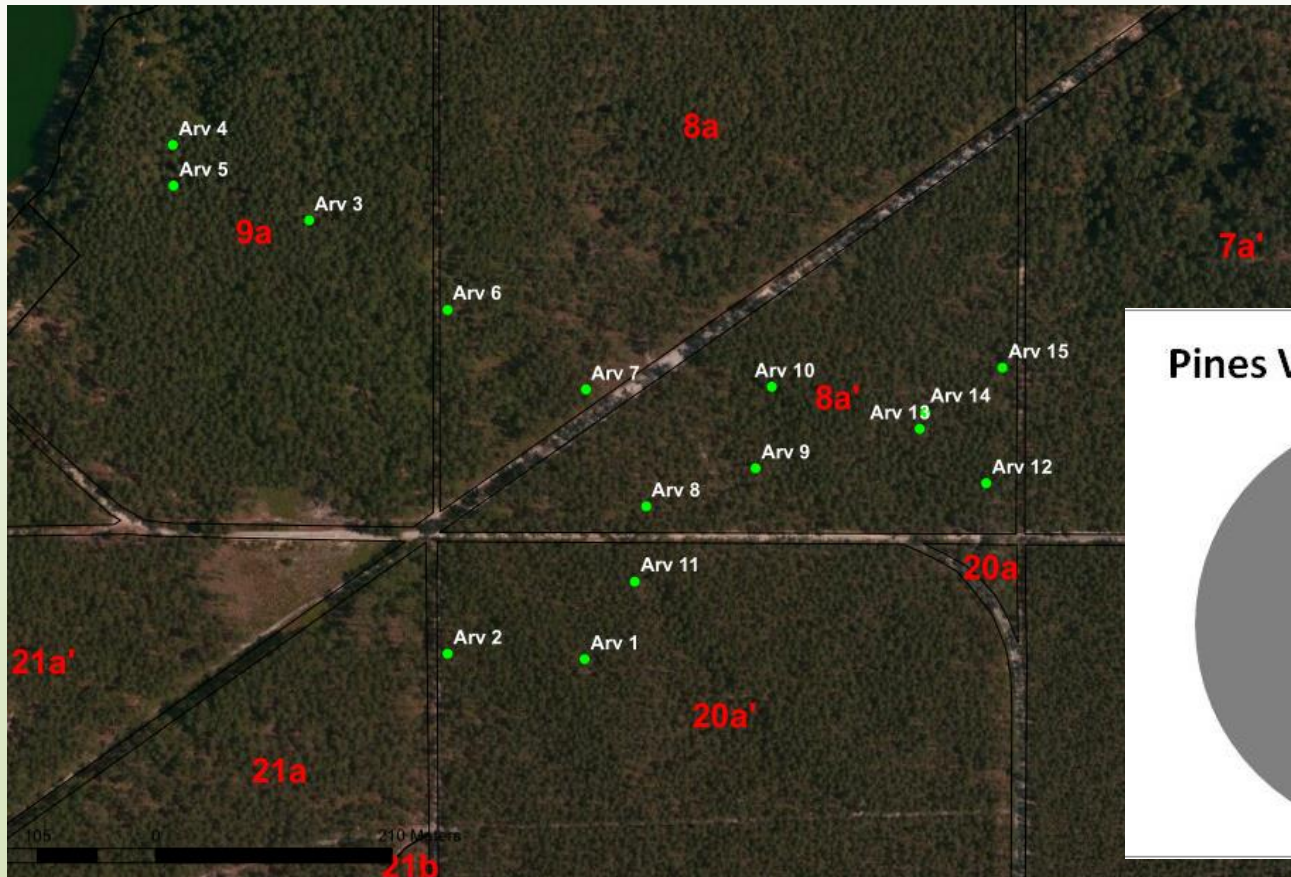 8a
Arv 4
Arv 5
Arv 3
9a
7a'
Arv 6
Pines V
Arv 15
Arv 7
Arv 10
8a'
Arv 14
Arv 13
Arv 9
Arv 12
Arv 8
20a
Arv 11
Arv 2
Arv 1
21a'
20a'
21a
105 0 210 Meters
21b